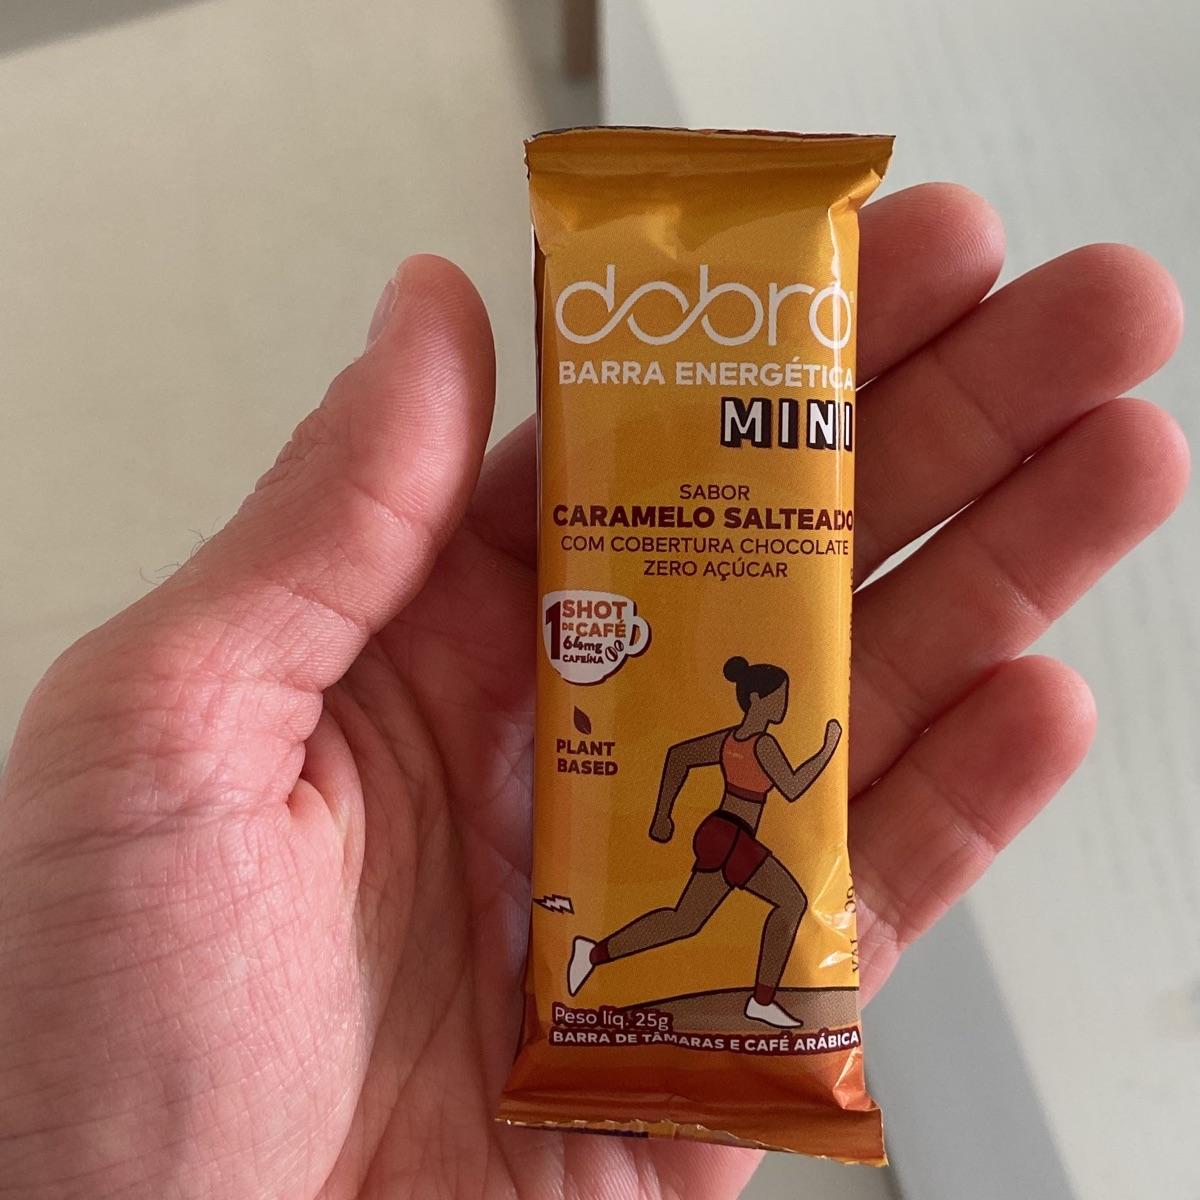 dobro
BARRA ENERGÉTICA
MINI
SABOR
CARAMELO SALTEADO
COM COBERTURA CHOCOLATE
ZERO AÇÚCAR
1 SHOT
DE CAFÉ
64mg
CAFEÍNA
PLANT
BASED
Peso líq. 25g
BARRA DE TÂMARAS E CAFÉ ARÁBICA